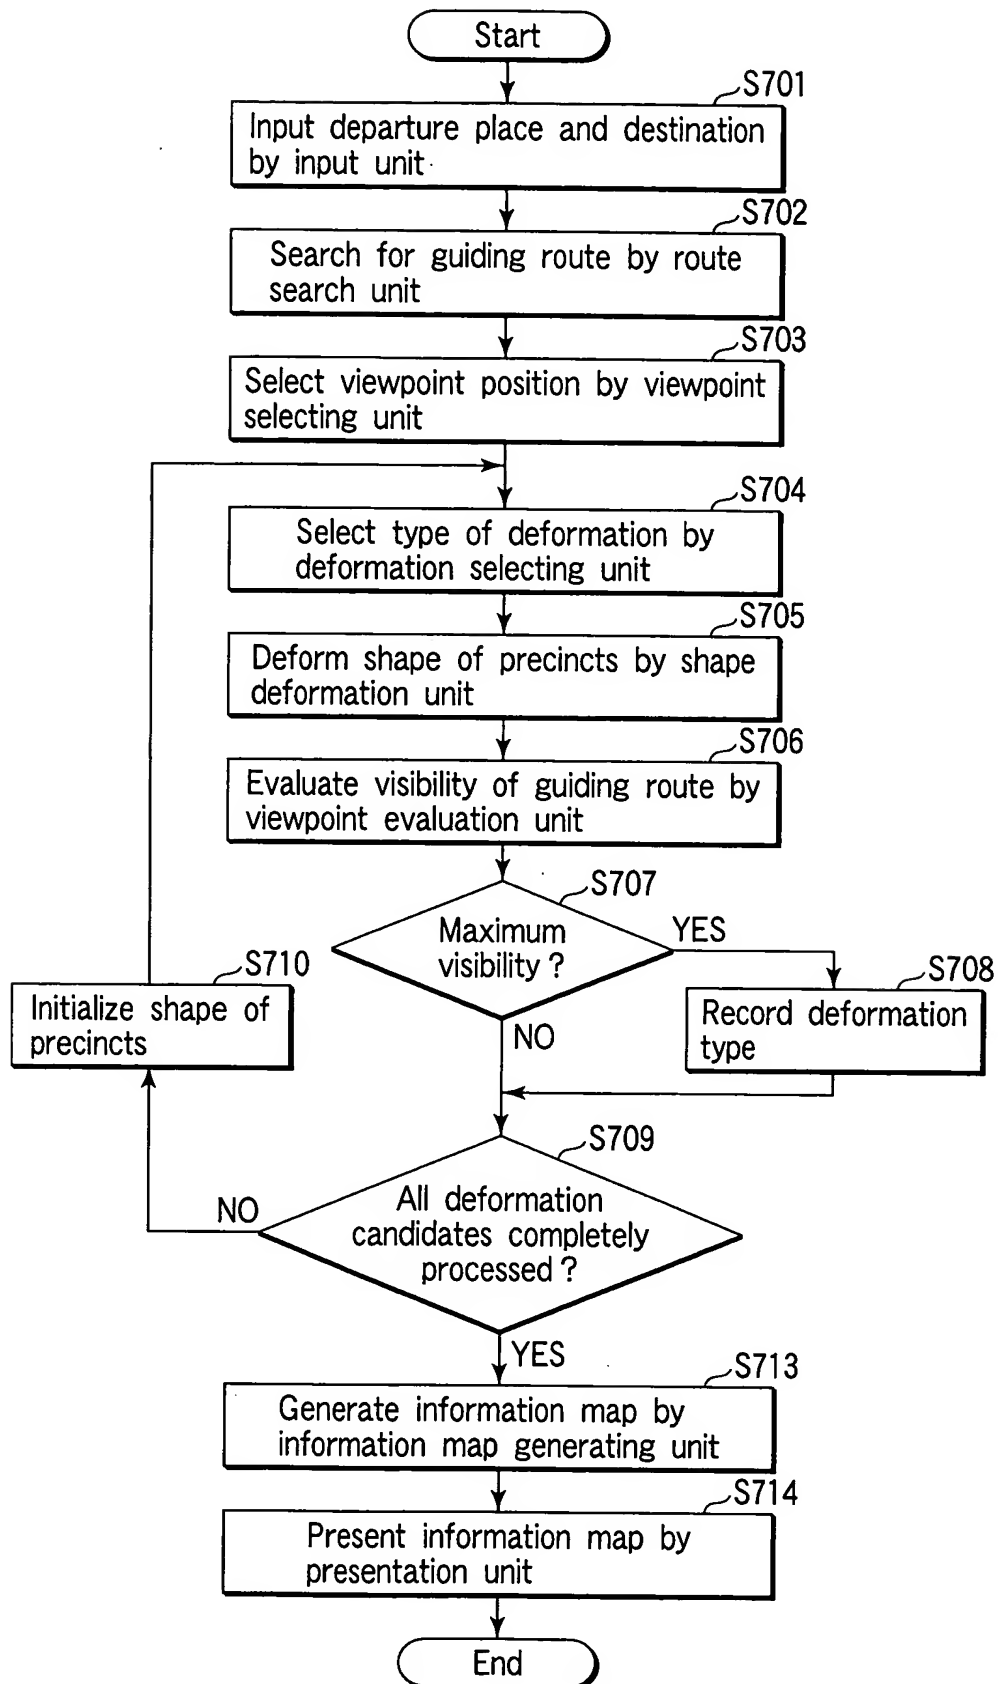 Start
S701
Input departure place and destination
by input unit
S702
Search for guiding route by route
search unit
S703
Select viewpoint position by viewpoint
selecting unit
S704
Select type of deformation by
deformation selecting unit
S705
Deform shape of precincts by shape
deformation unit
S706
Evaluate visibility of guiding route by
viewpoint evaluation unit
S707
Maximum
visibility?
YES
NO
S708
Record deformation
type
S710
Initialize shape of
precincts
S709
All deformation
candidates completely
processed?
NO
YES
S713
Generate information map by
information map generating unit
S714
Present information map by
presentation unit
End